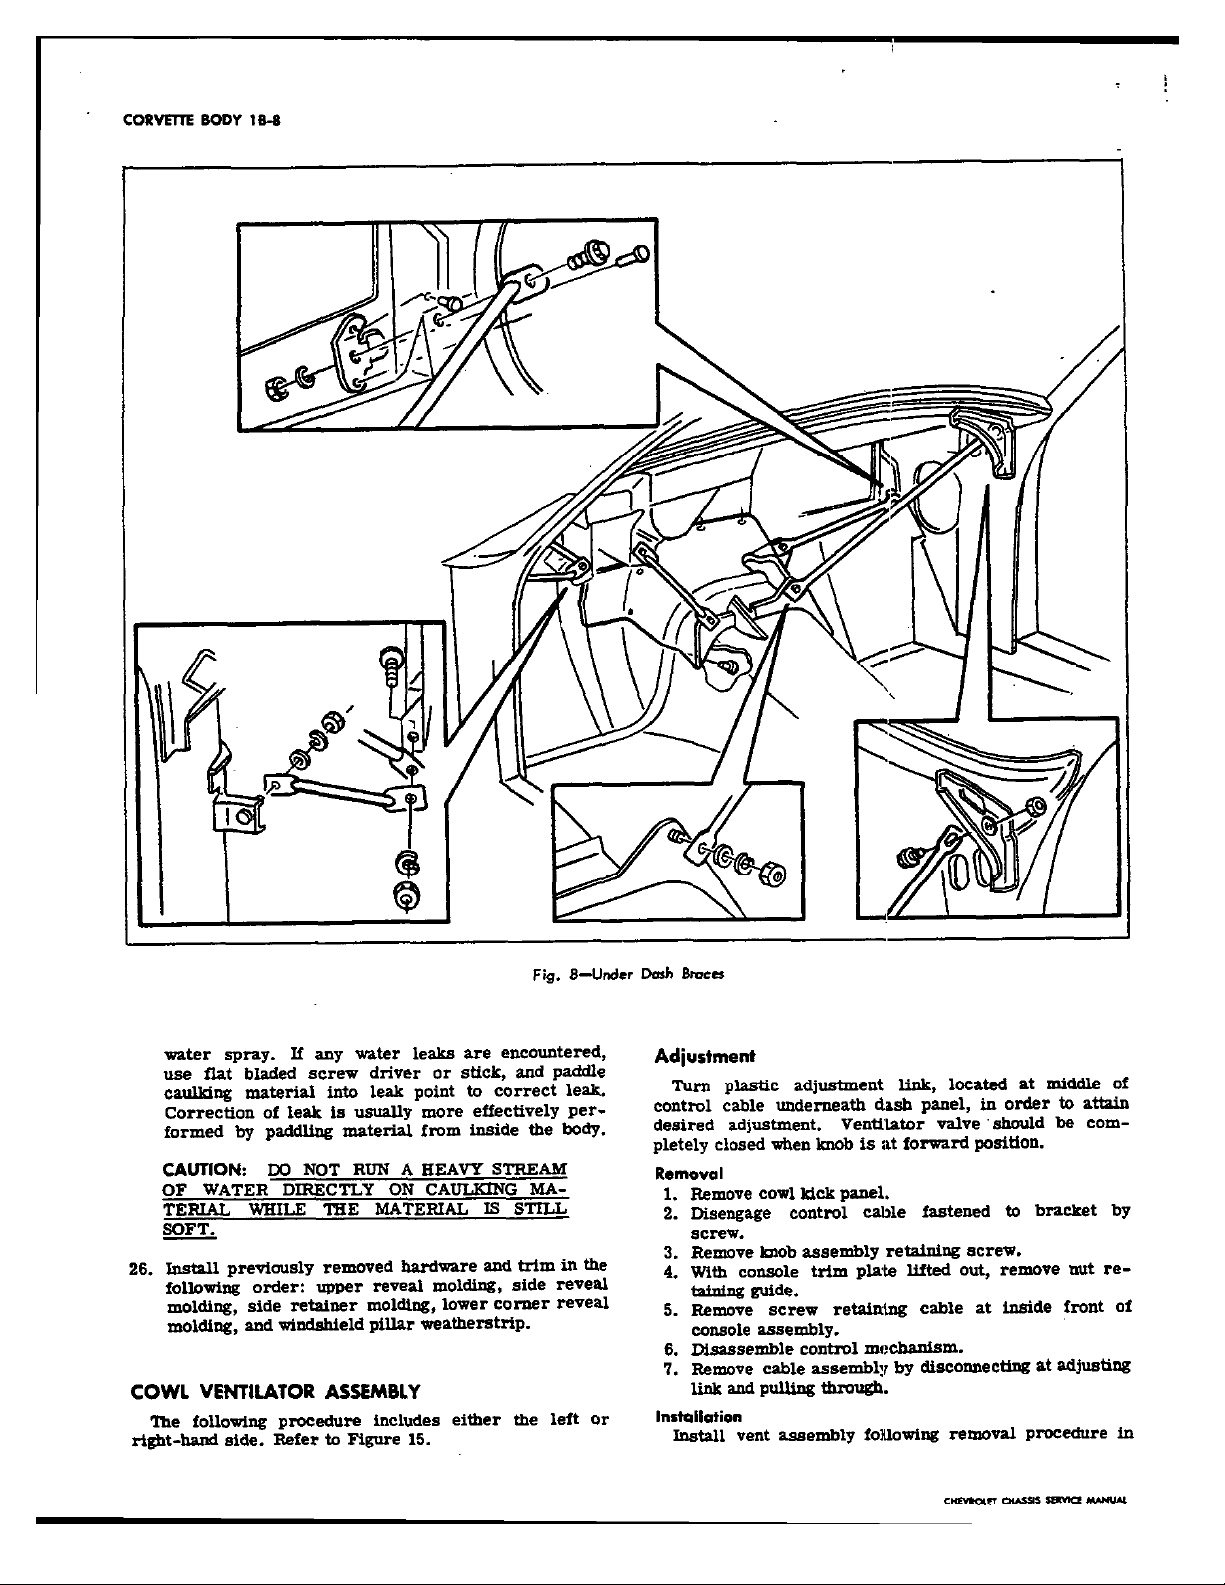 CORVETTE BODY 1B-8
Fig. 8—Under Dash Braces
water spray. If any water leaks are encountered,
use flat bladed screw driver or stick, and paddle
caulking material into leak point to correct leak.
Correction of leak is usually more effectively per-
formed by paddling material from inside the body.
CAUTION: DO NOT RUN A HEAVY STREAM
OF WATER DIRECTLY ON CAULKING MA-
TERIAL WHILE THE MATERIAL IS STILL
SOFT.
26. Install previously removed hardware and trim in the
following order: upper reveal molding, side reveal
molding, side retainer molding, lower corner reveal
molding, and windshield pillar weatherstrip.
COWL VENTILATOR ASSEMBLY
The following procedure includes either the left or
right-hand side. Refer to Figure 15.
Adjustment
Turn plastic adjustment link, located at middle of
control cable underneath dash panel, in order to attain
desired adjustment. Ventilator valve should be com-
pletely closed when knob is at forward position.
Removal
1. Remove cowl kick panel.
2. Disengage control cable fastened to bracket by
screw.
3. Remove knob assembly retaining screw.
4. With console trim plate lifted out, remove nut re-
taining guide.
5. Remove screw retaining cable at inside front of
console assembly.
6. Disassemble control mechanism.
7. Remove cable assembly by disconnecting at adjusting
link and pulling through.
Installation
Install vent assembly following removal procedure in
CHEVROLET CHASSIS SERVICE MANUAL